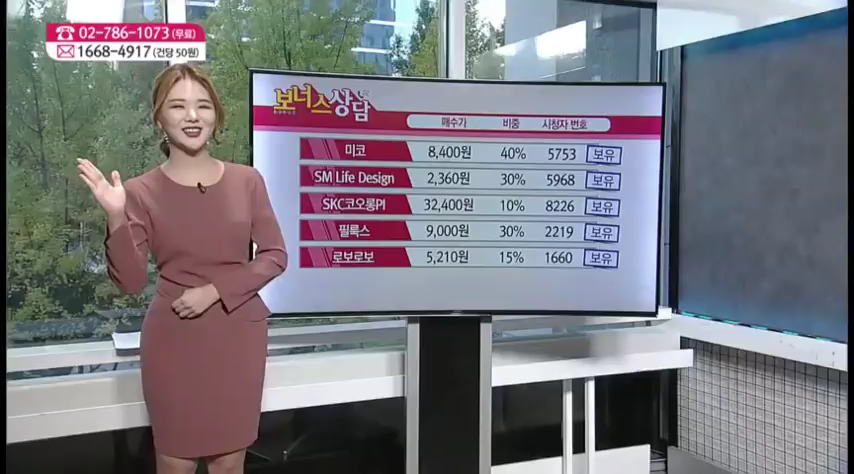 02-786-1073 (무료)
1668-4917 (건당 50원)
보너스상담
매수가 비중 시청자 번호
미코 8,400원 40% 5753 보유
SM Life Design 2,360원 30% 5968 보유
SKC코오롱PI 32,400원 10% 8226 보유
필룩스 9,000원 30% 2219 보유
로보로보 5,210원 15% 1660 보유